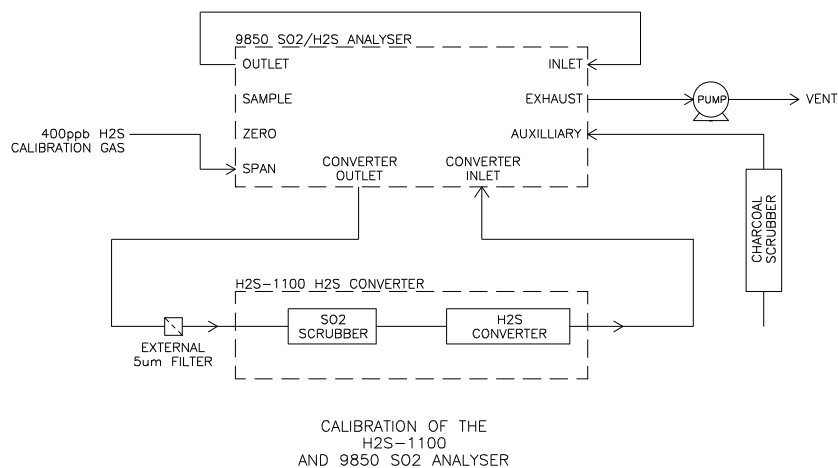 9850 SO2/H2S ANALYSER
OUTLET
INLET
SAMPLE
EXHAUST
PUMP
VENT
400ppb H2S
CALIBRATION GAS
ZERO
AUXILLIARY
SPAN
CONVERTER
OUTLET
CONVERTER
INLET
CHARCOAL
SCRUBBER
H2S-1100 H2S CONVERTER
SO2
SCRUBBER
H2S
CONVERTER
EXTERNAL
5um FILTER
CALIBRATION OF THE
H2S-1100
AND 9850 SO2 ANALYSER